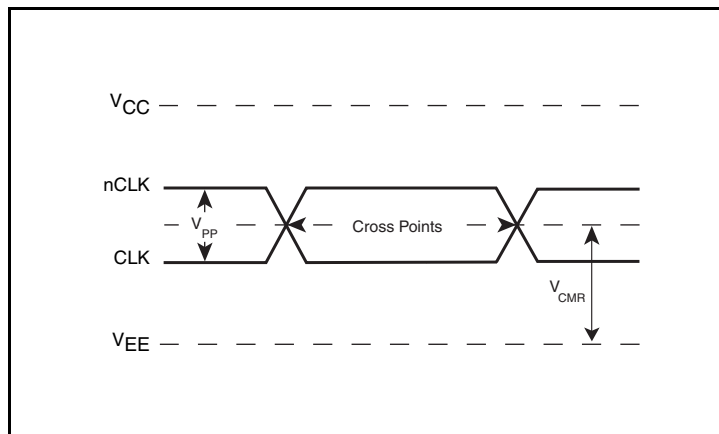 VCC
nCLK
VPP
Cross Points
CLK
VCMR
VEE